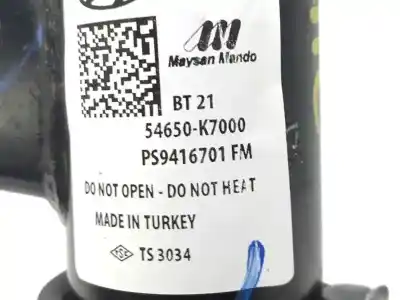 Maysan Mando
BT 21
54650-K7000
PS9416701 FM
DO NOT OPEN - DO NOT HEAT
MADE IN TURKEY
TSE TS 3034